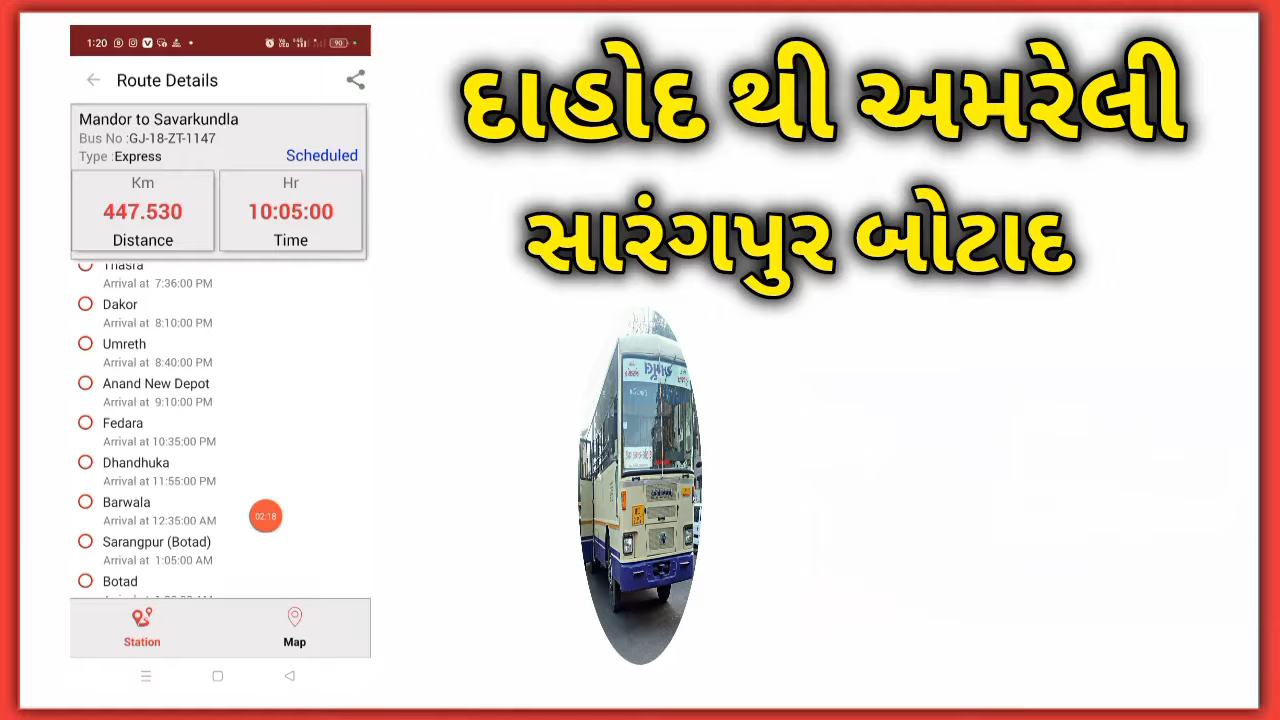 1:20
90
Route Details
Mandor to Savarkundla
Bus No :GJ-18-ZT-1147
Type :Express
Scheduled
Km
447.530
Distance
Hr
10:05:00
Time
Thasra
Arrival at 7:36:00 PM
Dakor
Arrival at 8:10:00 PM
Umreth
Arrival at 8:40:00 PM
Anand New Depot
Arrival at 9:10:00 PM
Fedara
Arrival at 10:35:00 PM
Dhandhuka
Arrival at 11:55:00 PM
Barwala
Arrival at 12:35:00 AM
02:18
Sarangpur (Botad)
Arrival at 1:05:00 AM
Botad
Station
Map
દાહોદ થી અમરેલી
સારંગપુર બોટાદ